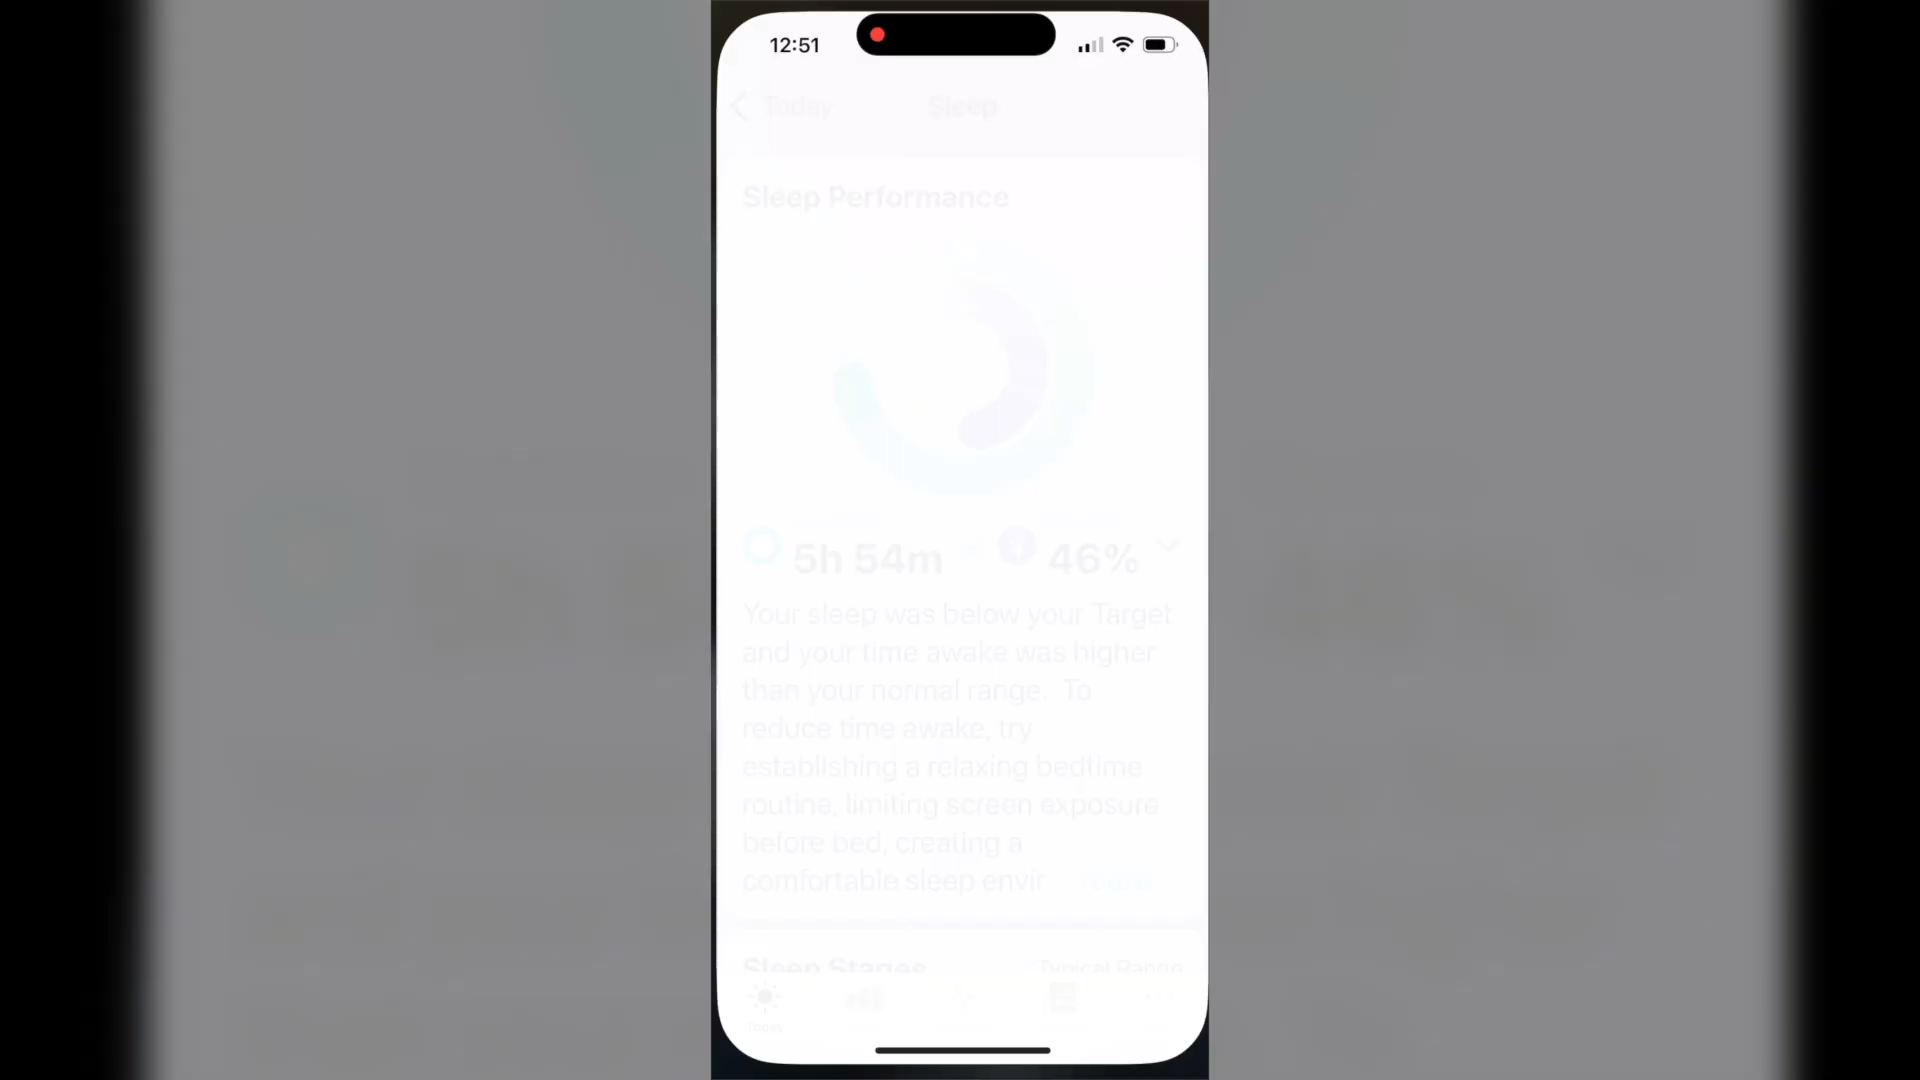 12:51
Today
Sleep
Sleep Performance
5h 54m
46%
Your sleep was below your Target
and your time awake was higher
than your normal range. To
reduce time awake, try
establishing a relaxing bedtime
routine, limiting screen exposure
before bed, creating a
comfortable sleep envir
Sleep Stages
Typical Range
Today